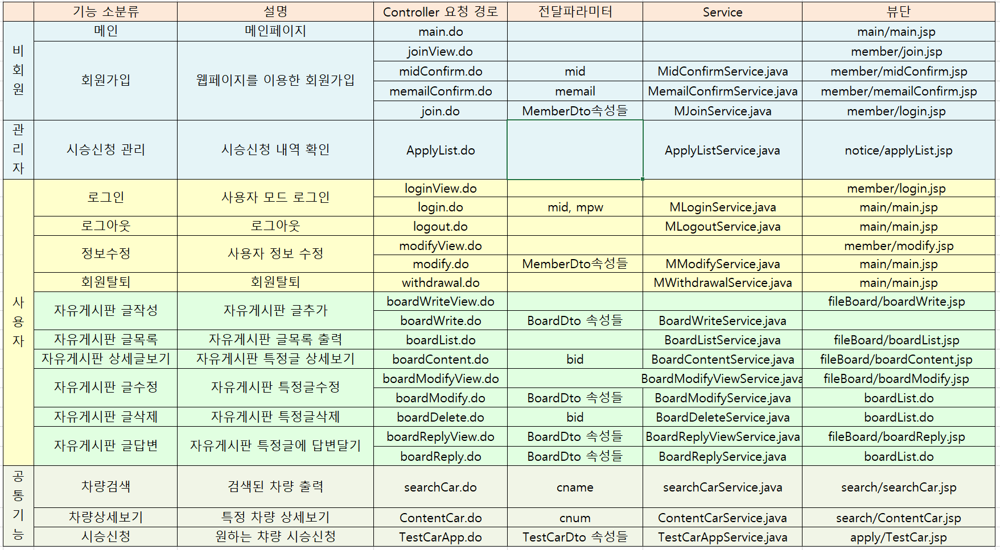 기능 소분류 설명 Controller 요청 경로 전달파라미터 Service 뷰단
비회원 메인 메인페이지 main.do main/main.jsp
회원가입 웹페이지를 이용한 회원가입 joinView.do member/join.jsp
midConfirm.do mid MidConfirmService.java member/midConfirm.jsp
memailConfirm.do memail MemailConfirmService.java member/memailConfirm.jsp
join.do MemberDto속성들 MJoinService.java member/login.jsp
관리자 시승신청 관리 시승신청 내역 확인 ApplyList.do ApplyListService.java notice/applyList.jsp
사용자 로그인 사용자 모드 로그인 loginView.do member/login.jsp
login.do mid, mpw MLoginService.java main/main.jsp
로그아웃 로그아웃 logout.do MLogoutService.java main/main.jsp
정보수정 사용자 정보 수정 modifyView.do member/modify.jsp
modify.do MemberDto속성들 MModifyService.java main/main.jsp
회원탈퇴 회원탈퇴 withdrawal.do MWithdrawalService.java main/main.jsp
자유게시판 글작성 자유게시판 글추가 boardWriteView.do fileBoard/boardWrite.jsp
boardWrite.do BoardDto 속성들 BoardWriteService.java
자유게시판 글목록 자유게시판 글목록 출력 boardList.do BoardListService.java fileBoard/boardList.jsp
자유게시판 상세글보기 자유게시판 특정글 상세보기 boardContent.do bid BoardContentService.java fileBoard/boardContent.jsp
자유게시판 글수정 자유게시판 특정글수정 boardModifyView.do BoardModifyViewService.java fileBoard/boardModify.jsp
boardModify.do BoardDto 속성들 BoardModifyService.java boardList.do
자유게시판 글삭제 자유게시판 특정글삭제 boardDelete.do bid BoardDeleteService.java boardList.do
자유게시판 글답변 자유게시판 특정글에 답변달기 boardReplyView.do BoardDto 속성들 BoardReplyViewService.java fileBoard/boardReply.jsp
boardReply.do BoardDto 속성들 BoardReplyService.java boardList.do
공통기능 차량검색 검색된 차량 출력 searchCar.do cname searchCarService.java search/searchCar.jsp
차량상세보기 특정 차량 상세보기 ContentCar.do cnum ContentCarService.java search/ContentCar.jsp
시승신청 원하는 챠량 시승신청 TestCarApp.do TestCarDto 속성들 TestCarAppService.java apply/TestCar.jsp